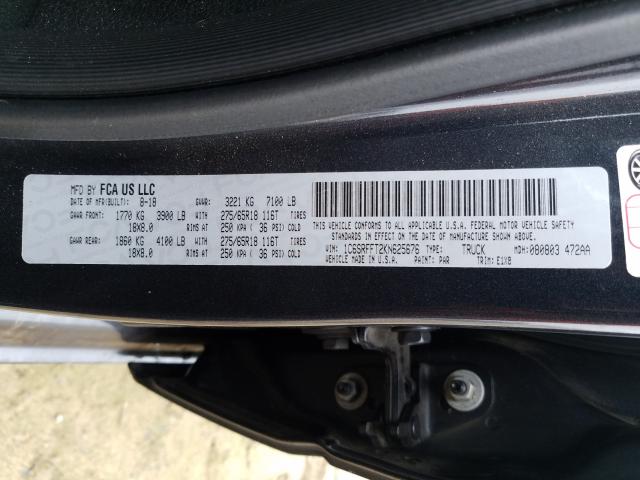 MFD BY FCA US LLC
DATE OF MFR(BUILT): 8-18 GVWR: 3221 KG 7100 LB
GAWR FRONT: 1770 KG 3900 LB WITH 275/65R18 116T TIRES
18X8.0 RIMS AT 250 KPA ( 36 PSI) COLD
GAWR REAR: 1860 KG 4100 LB WITH 275/65R18 116T TIRES
18X8.0 RIMS AT 250 KPA ( 36 PSI) COLD
THIS VEHICLE CONFORMS TO ALL APPLICABLE U.S.A. FEDERAL MOTOR VEHICLE SAFETY
STANDARDS IN EFFECT ON THE DATE OF MANUFACTURE SHOWN ABOVE.
VIN: 1C6SRFFT2KN625676 TYPE: TRUCK MDH: 080803 472AA
VEHICLE MADE IN U.S.A. PAINT: PAR TRIM: E1X8